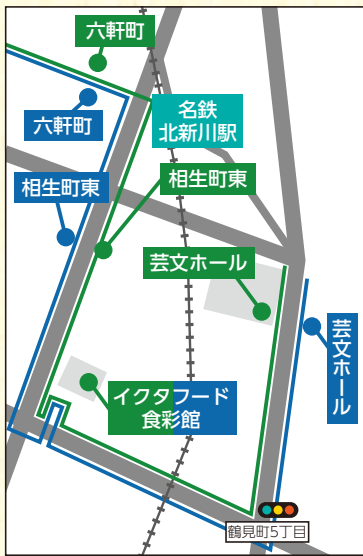 六軒町
六軒町
名鉄
北新川駅
相生町東
相生町東
芸文ホール
芸文ホール
イクタフード
食彩館
鶴見町5丁目